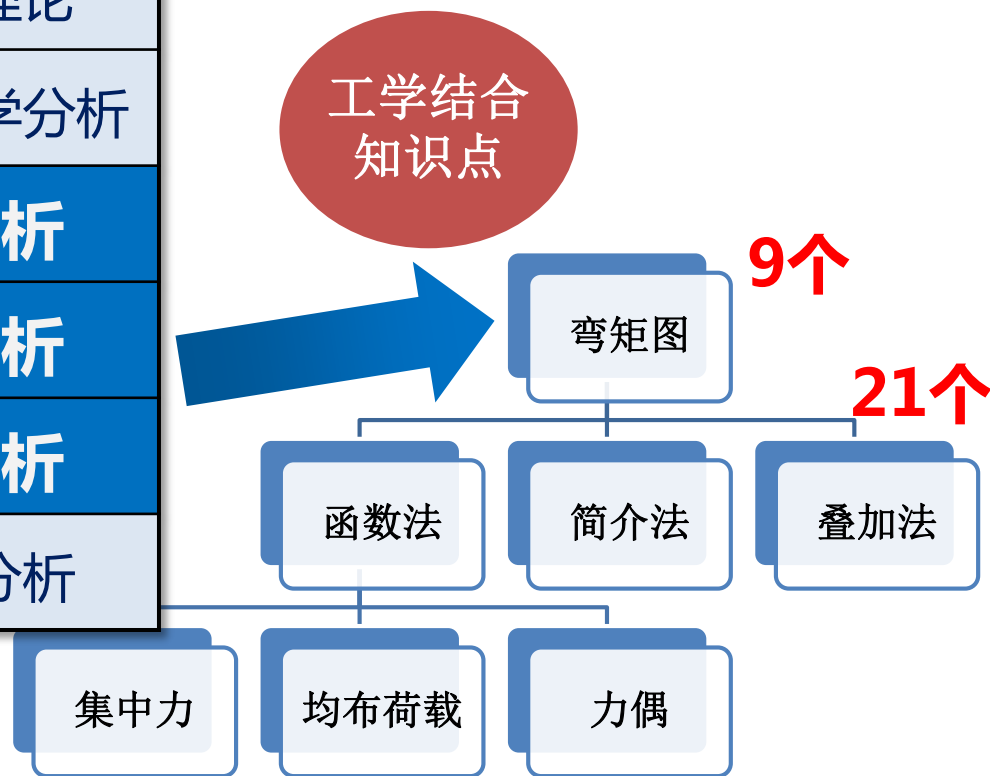 理论
学分析
析
析
析
分析
工学结合
知识点
9个
弯矩图
21个
函数法
简介法
叠加法
集中力
均布荷载
力偶